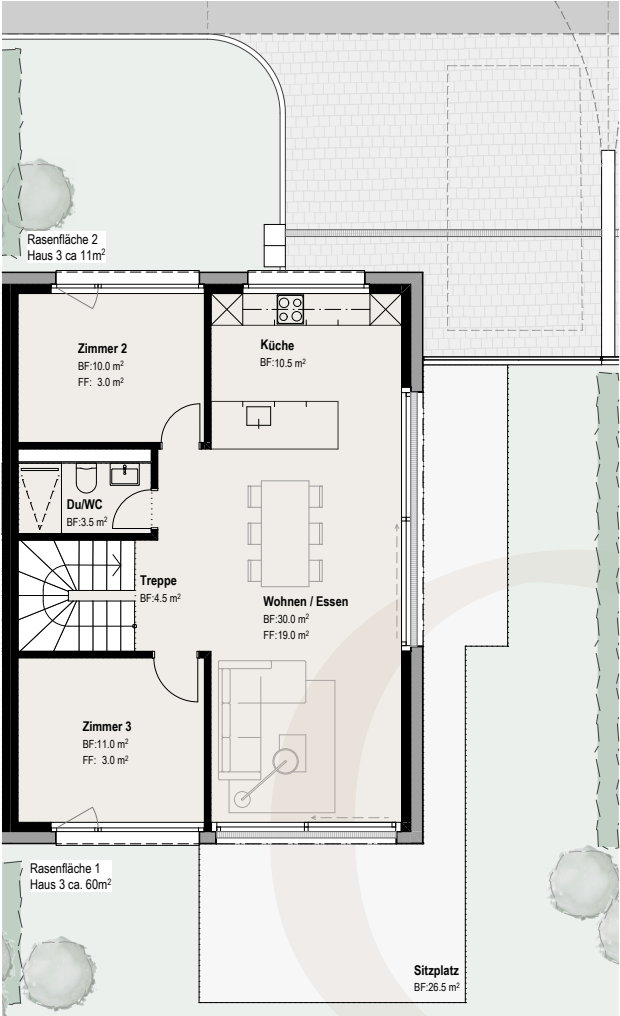 Rasenfläche 2
Haus 3 ca 11m²
Zimmer 2
BF:10.0 m²
FF: 3.0 m²
Küche
BF:10.5 m²
Du/WC
BF:3.5 m²
Treppe
BF:4.5 m²
Wohnen / Essen
BF:30.0 m²
FF:19.0 m²
Zimmer 3
BF:11.0 m²
FF: 3.0 m²
Rasenfläche 1
Haus 3 ca. 60m²
Sitzplatz
BF:26.5 m²